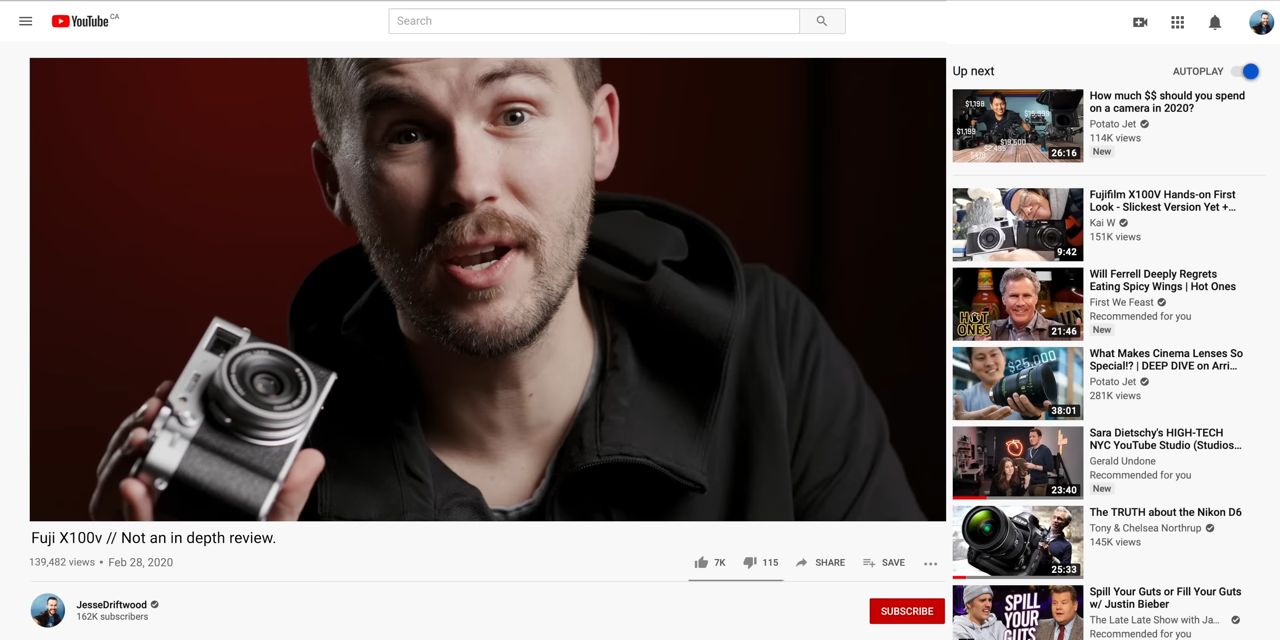 YouTube CA
Search
Fuji X100v // Not an in depth review.
139,482 views • Feb 28, 2020
7K
115
SHARE
SAVE
JesseDriftwood
162K subscribers
SUBSCRIBE
Up next
AUTOPLAY
$1,198
$1,199
$19,500
26:16
How much $$ should you spend
on a camera in 2020?
Potato Jet
114K views
New
9:42
Fujifilm X100V Hands-on First
Look - Slickest Version Yet +...
Kai W
151K views
HOT
ONES
21:46
Will Ferrell Deeply Regrets
Eating Spicy Wings | Hot Ones
First We Feast
Recommended for you
New
$25,000
38:01
What Makes Cinema Lenses So
Special!? | DEEP DIVE on Arri...
Potato Jet
281K views
23:40
Sara Dietschy's HIGH-TECH
NYC YouTube Studio (Studios...
Gerald Undone
Recommended for you
New
25:33
The TRUTH about the Nikon D6
Tony & Chelsea Northrup
145K views
SPILL
YOUR
GUTS
Spill Your Guts or Fill Your Guts
w/ Justin Bieber
The Late Late Show with Ja...
Recommended for you